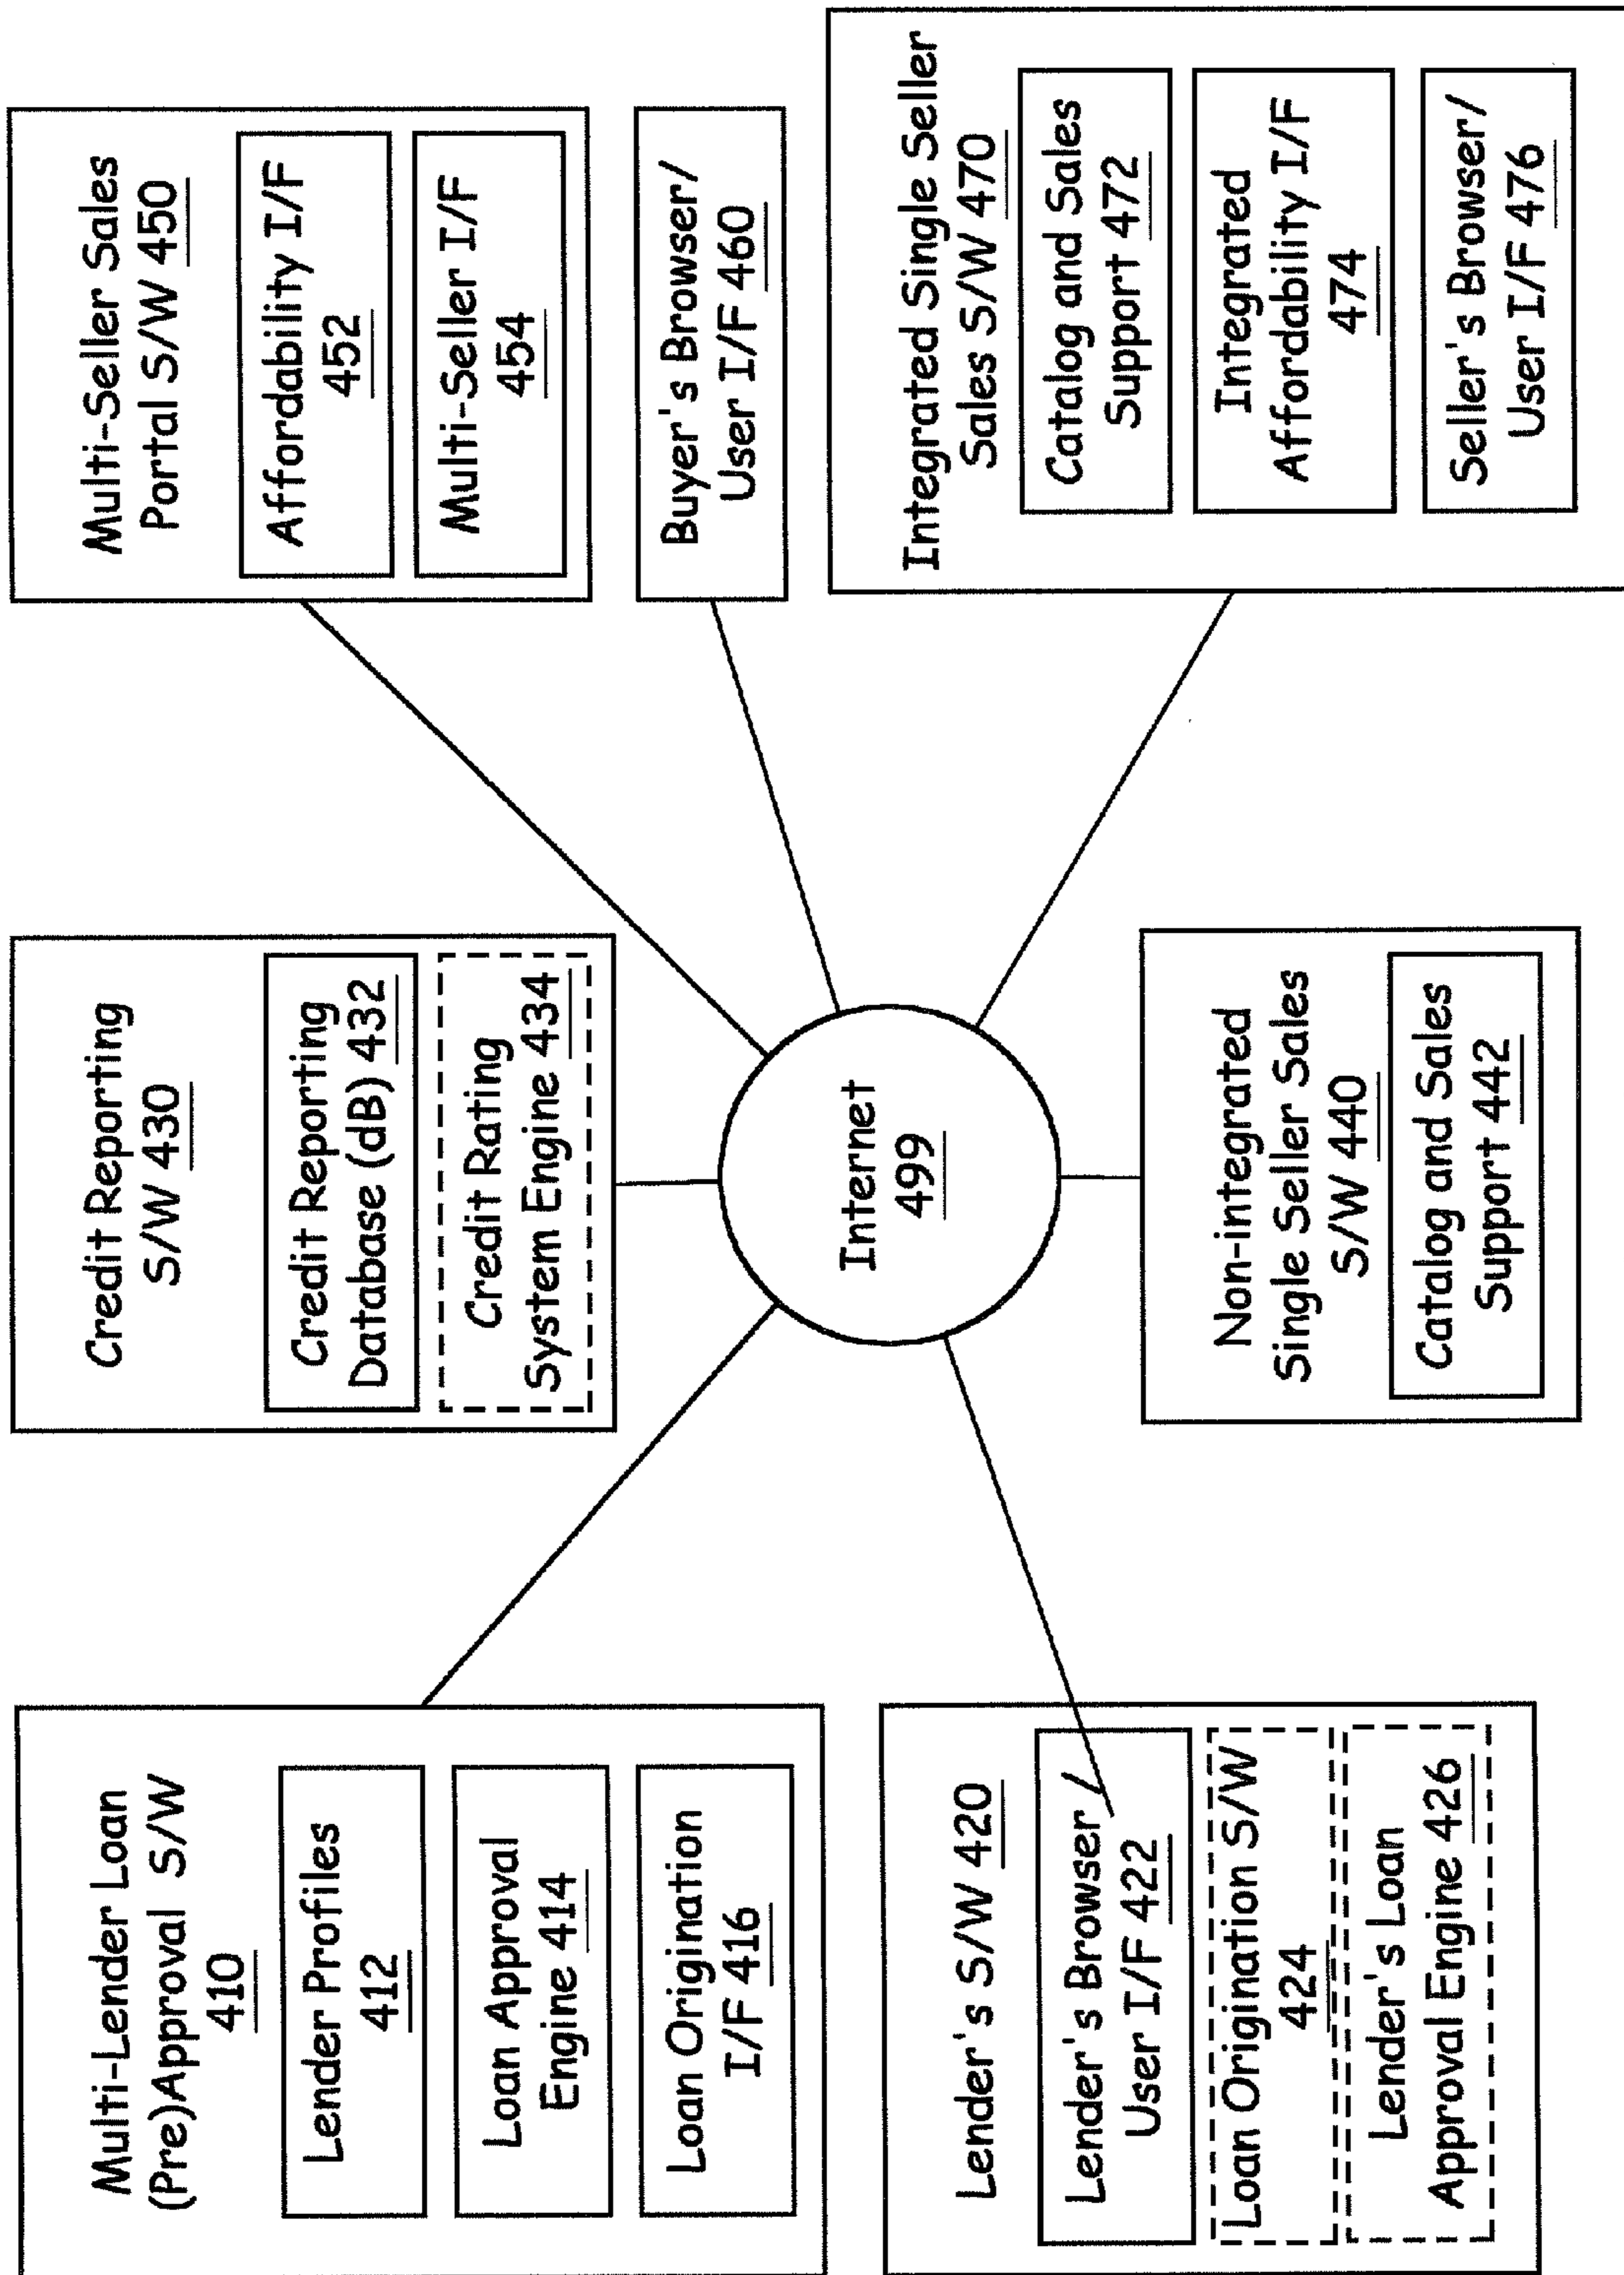 Multi-Lender Loan
(Pre)Approval S/W
410
Lender Profiles
412
Loan Approval
Engine 414
Loan Origination
I/F 416
Lender's S/W 420
Lender's Browser /
User I/F 422
Loan Origination S/W
424
Lender's Loan
Approval Engine 426
Credit Reporting
S/W 430
Credit Reporting
Database (dB) 432
Credit Rating
System Engine 434
Internet
499
Non-integrated
Single Seller Sales
S/W 440
Catalog and Sales
Support 442
Multi-Seller Sales
Portal S/W 450
Affordability I/F
452
Multi-Seller I/F
454
Buyer's Browser/
User I/F 460
Integrated Single Seller
Sales S/W 470
Catalog and Sales
Support 472
Integrated
Affordability I/F
474
Seller's Browser/
User I/F 476